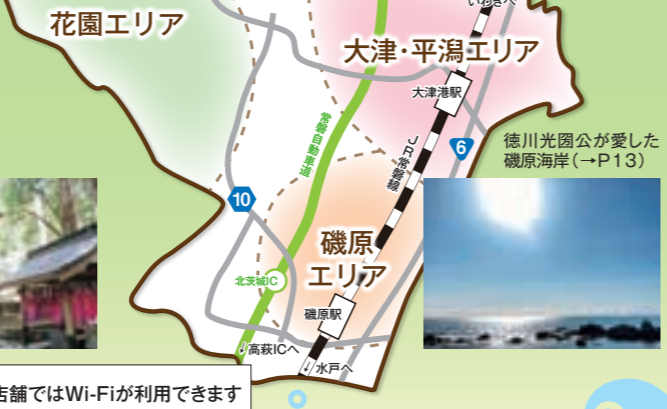 いわきへ
花園エリア
大津・平潟エリア
大津港駅
常磐自動車道
JR常磐線
6
徳川光圀公が愛した
磯原海岸(→P13)
10
磯原
エリア
北茨城IC
磯原駅
↓高萩ICへ
↓水戸へ
店舗ではWi-Fiが利用できます